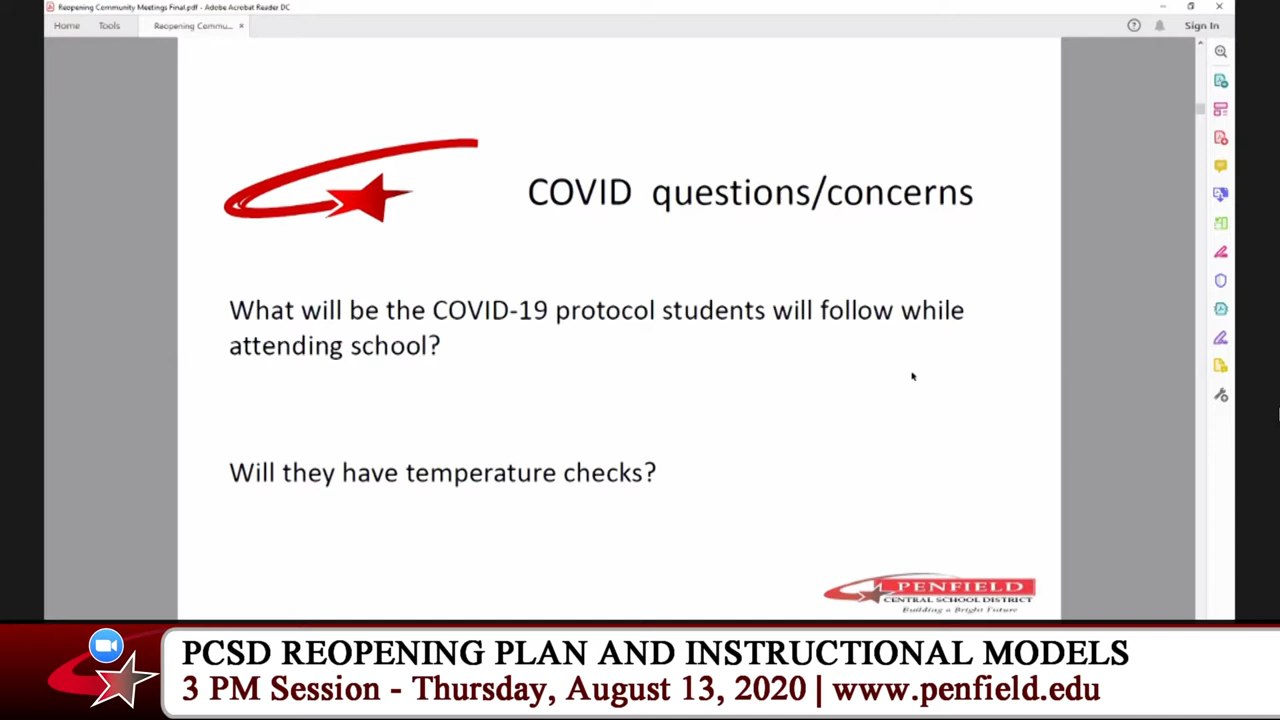 Reopening Community Meetings Final.pdf - Adobe Acrobat Reader DC
Home Tools Reopening Commu... Sign In
COVID questions/concerns
What will be the COVID-19 protocol students will follow while
attending school?
Will they have temperature checks?
PENFIELD
CENTRAL SCHOOL DISTRICT
Building a Bright Future
PCSD REOPENING PLAN AND INSTRUCTIONAL MODELS
3 PM Session - Thursday, August 13, 2020 | www.penfield.edu